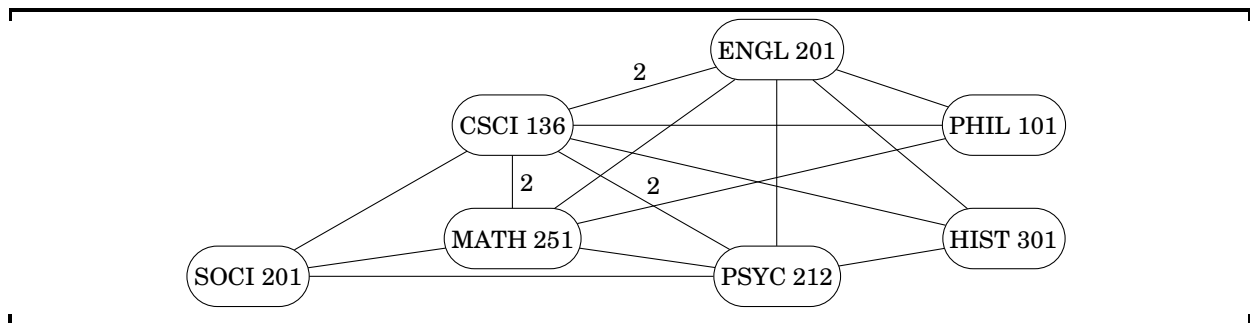 ENGL 201
2
CSCI 136
PHIL 101
2
2
MATH 251
HIST 301
SOCI 201
PSYC 212